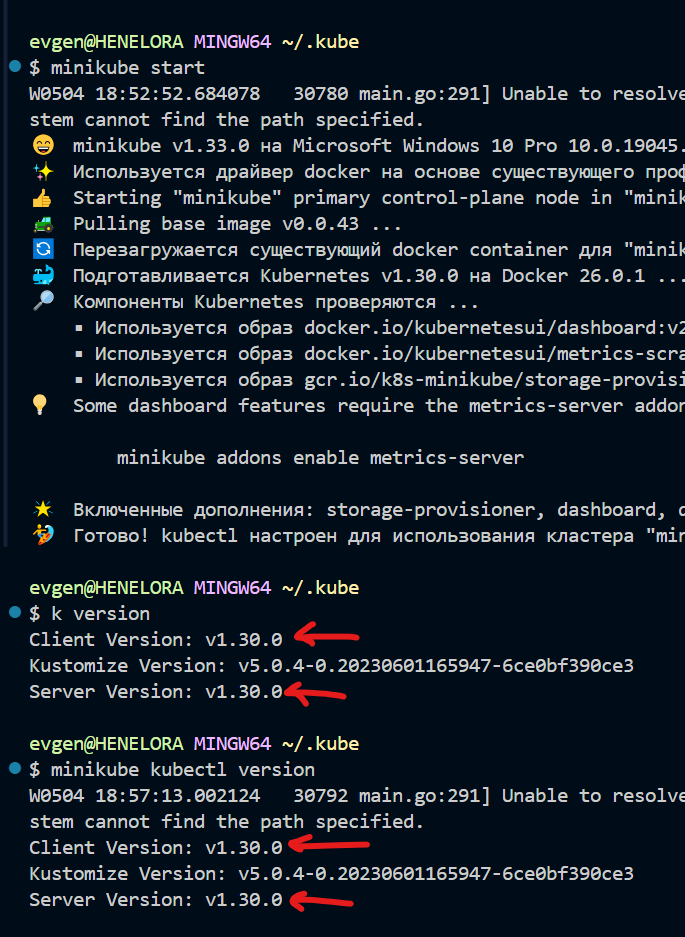 evgen@HENELORA MINGW64 ~/.kube
$ minikube start
W0504 18:52:52.684078   30780 main.go:291] Unable to resolve
stem cannot find the path specified.
😄  minikube v1.33.0 на Microsoft Windows 10 Pro 10.0.19045.
✨  Используется драйвер docker на основе существующего проф
👍  Starting "minikube" primary control-plane node in "minik
🚜  Pulling base image v0.0.43 ...
🔄  Перезагружается существующий docker container для "minik
🐳  Подготавливается Kubernetes v1.30.0 на Docker 26.0.1 ...
🔎  Компоненты Kubernetes проверяются ...
▪ Используется образ docker.io/kubernetesui/dashboard:v2
▪ Используется образ docker.io/kubernetesui/metrics-scra
▪ Используется образ gcr.io/k8s-minikube/storage-provisi
💡  Some dashboard features require the metrics-server addon
minikube addons enable metrics-server
🌟  Включенные дополнения: storage-provisioner, dashboard, d
🏄  Готово! kubectl настроен для использования кластера "min
evgen@HENELORA MINGW64 ~/.kube
$ k version
Client Version: v1.30.0
Kustomize Version: v5.0.4-0.20230601165947-6ce0bf390ce3
Server Version: v1.30.0
evgen@HENELORA MINGW64 ~/.kube
$ minikube kubectl version
W0504 18:57:13.002124   30792 main.go:291] Unable to resolve
stem cannot find the path specified.
Client Version: v1.30.0
Kustomize Version: v5.0.4-0.20230601165947-6ce0bf390ce3
Server Version: v1.30.0